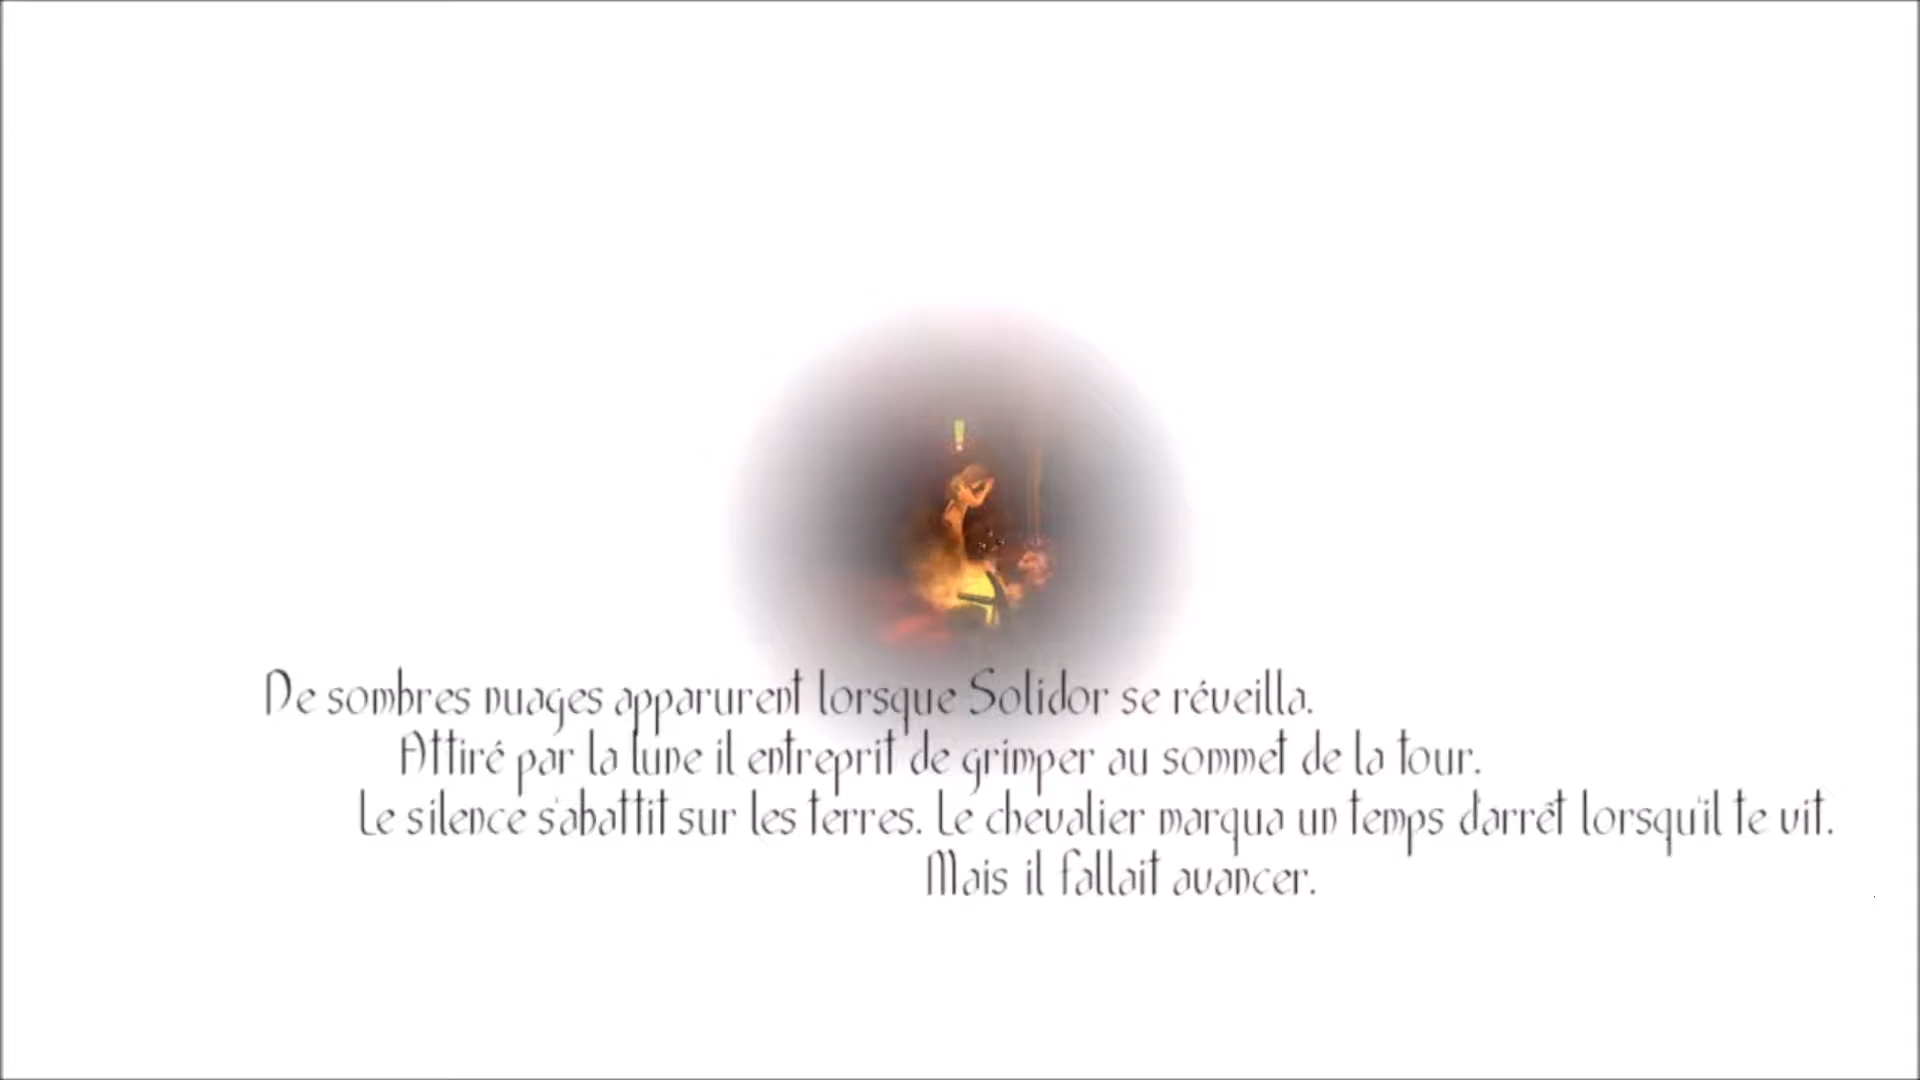 De sombres nuages apparurent lorsque Solidor se réveilla.
Attiré par la lune il entreprit de grimper au sommet de la tour.
Le silence s'abattit sur les terres. Le chevalier marqua un temps d'arrêt lorsqu'il te vit.
Mais il fallait avancer.